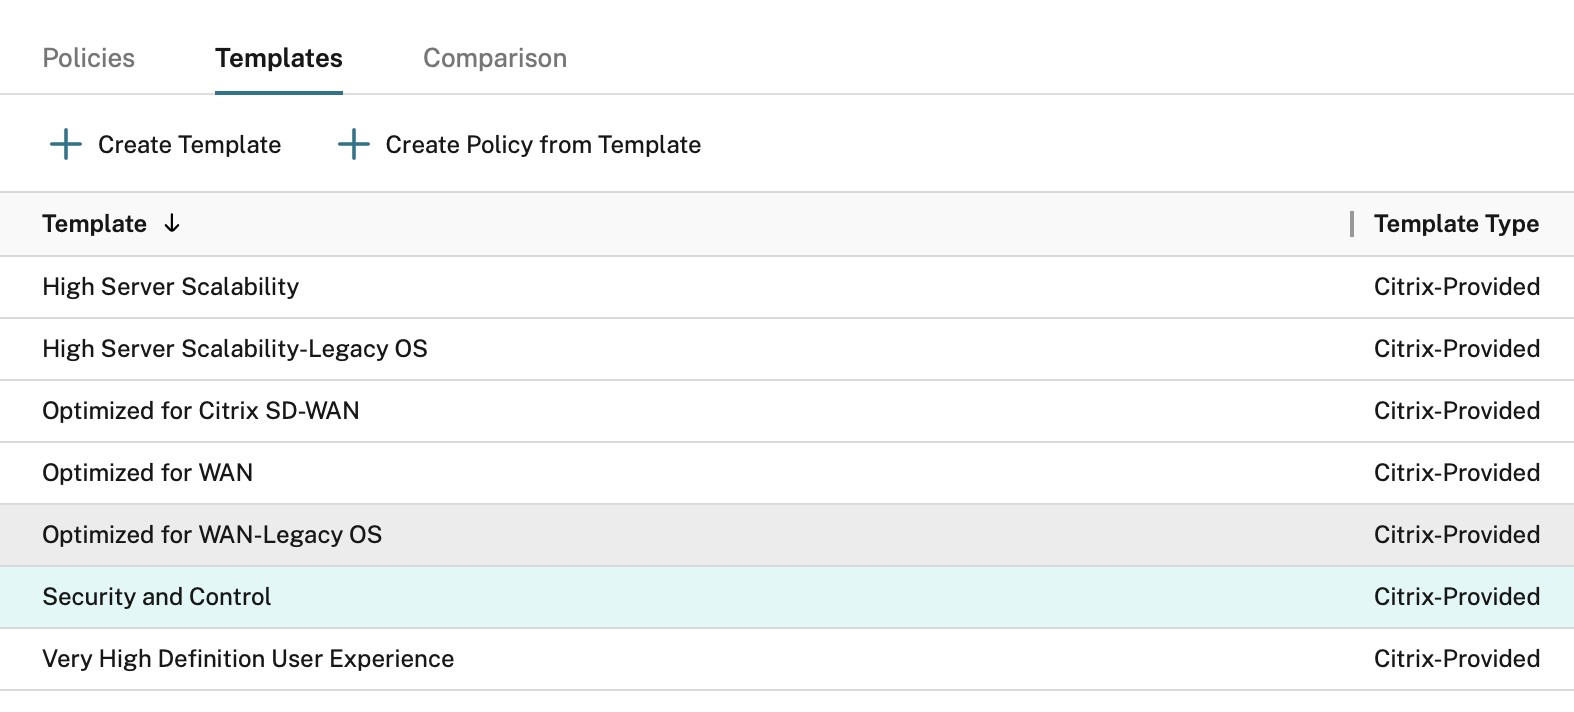 Policies Templates Comparison
Create Template Create Policy from Template
Template ↓ Template Type
High Server Scalability Citrix-Provided
High Server Scalability-Legacy OS Citrix-Provided
Optimized for Citrix SD-WAN Citrix-Provided
Optimized for WAN Citrix-Provided
Optimized for WAN-Legacy OS Citrix-Provided
Security and Control Citrix-Provided
Very High Definition User Experience Citrix-Provided